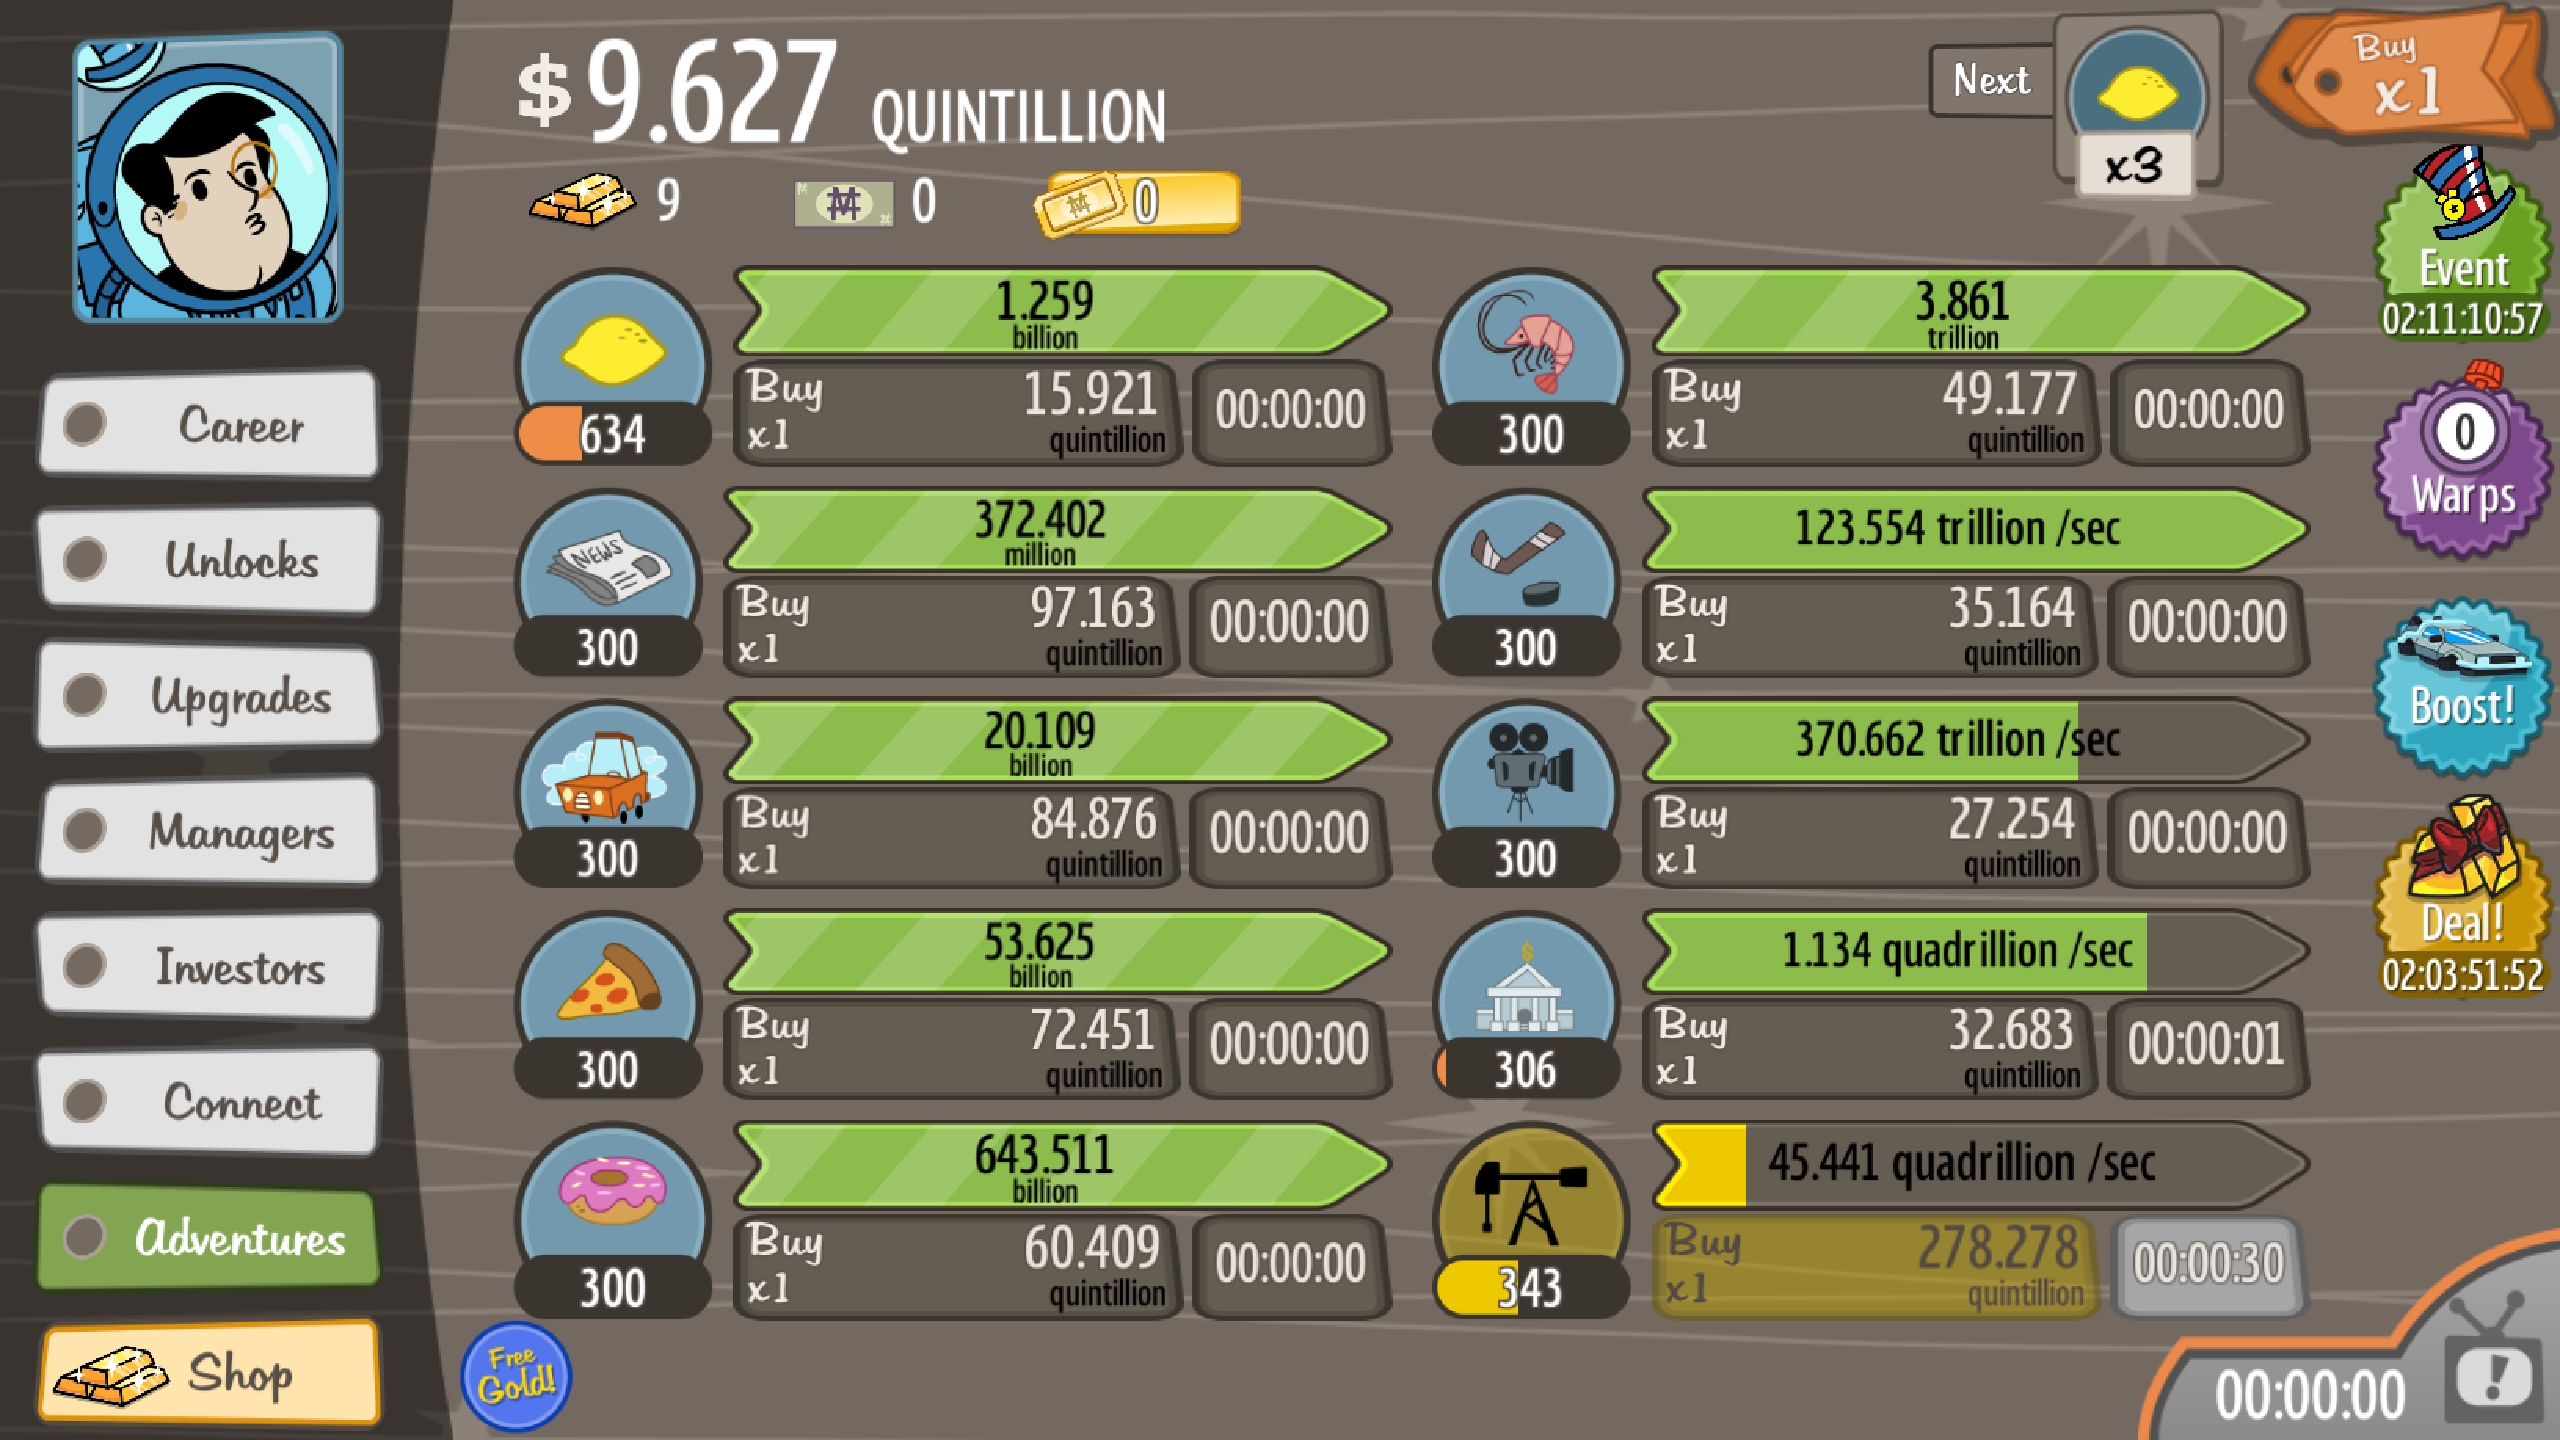 $9.627 QUINTILLION
Next
x3
Buy
x1
9
0
0
Event
02:11:10:57
0
Warps
Boost!
Deal!
02:03:51:52
Career
Unlocks
Upgrades
Managers
Investors
Connect
Adventures
Shop
1.259
billion
634
Buy
x1
15.921
quintillion
00:00:00
NEWS
372.402
million
300
Buy
x1
97.163
quintillion
00:00:00
20.109
billion
300
Buy
x1
84.876
quintillion
00:00:00
53.625
billion
300
Buy
x1
72.451
quintillion
00:00:00
643.511
billion
300
Buy
x1
60.409
quintillion
00:00:00
3.861
trillion
300
Buy
x1
49.177
quintillion
00:00:00
123.554 trillion /sec
300
Buy
x1
35.164
quintillion
00:00:00
370.662 trillion /sec
300
Buy
x1
27.254
quintillion
00:00:00
1.134 quadrillion /sec
306
Buy
x1
32.683
quintillion
00:00:01
45.441 quadrillion /sec
343
Buy
x1
278.278
quintillion
00:00:30
Free
Gold!
00:00:00
!